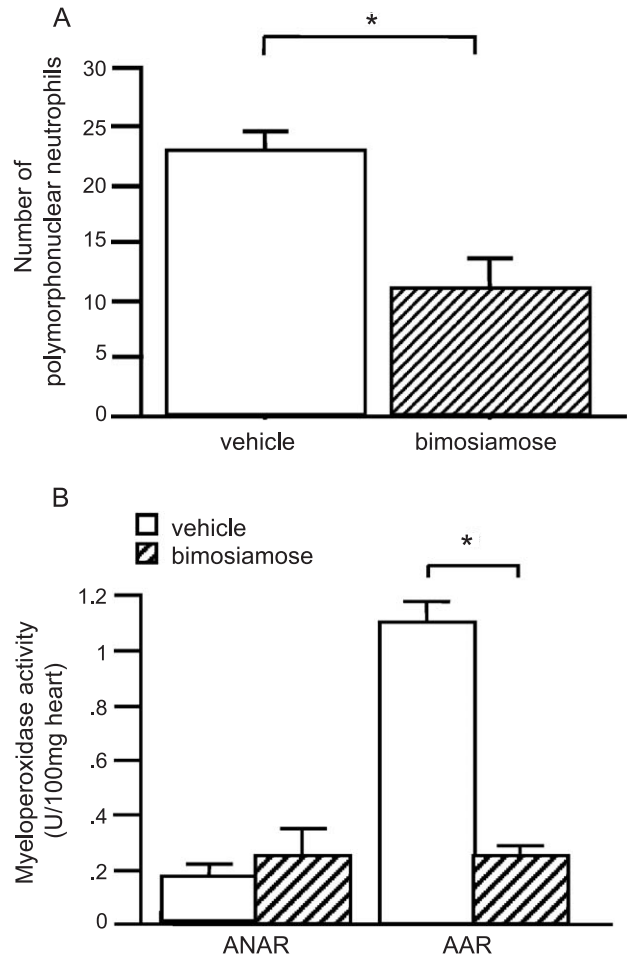 A
*
Number of
polymorphonuclear neutrophils
30
25
20
15
10
5
0
vehicle
bimosiamose
B
vehicle
bimosiamose
*
Myeloperoxidase activity
(U/100mg heart)
1.2
1
.8
.6
.4
.2
0
ANAR
AAR